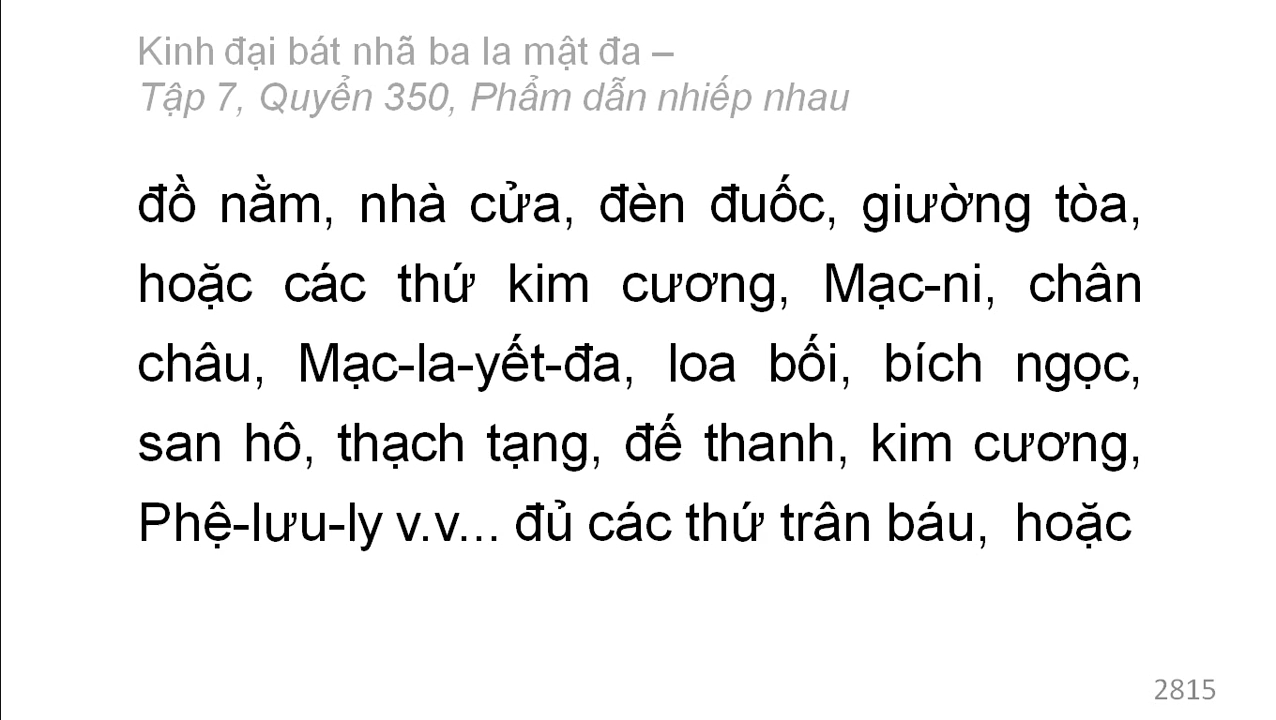 Kinh đại bát nhã ba la mật đa –
Tập 7, Quyển 350, Phẩm dẫn nhiếp nhau
đồ nằm, nhà cửa, đèn đuốc, giường tòa,
hoặc các thứ kim cương, Mạc-ni, chân
châu, Mạc-la-yết-đa, loa bối, bích ngọc,
san hô, thạch tạng, đế thanh, kim cương,
Phệ-lưu-ly v.v... đủ các thứ trân báu, hoặc
2815